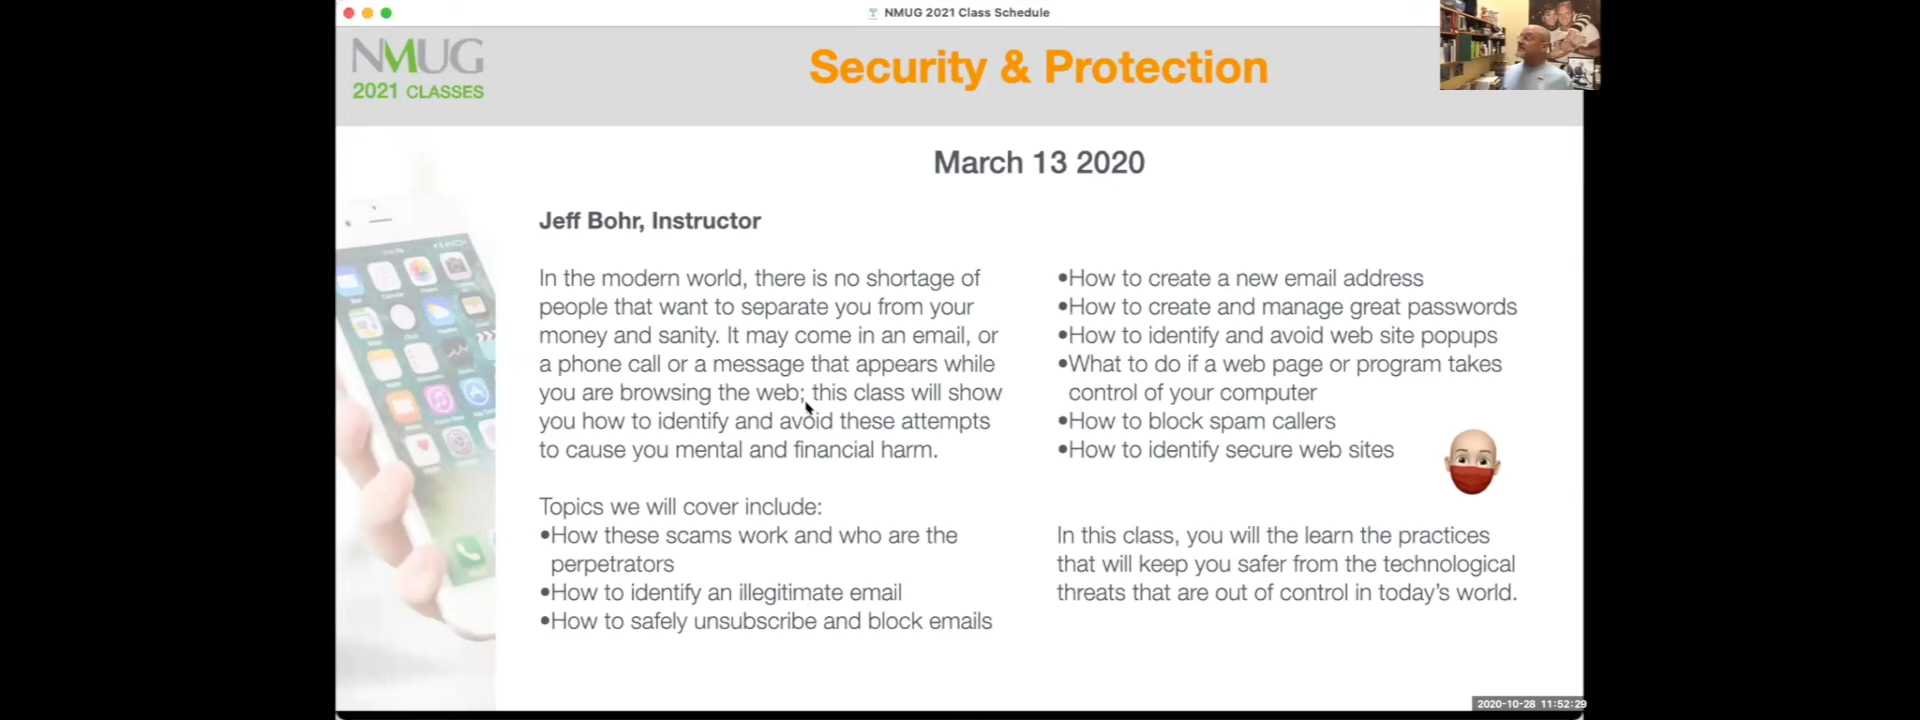 NMUG 2021 Class Schedule
NMUG
2021 CLASSES
Security & Protection
March 13 2020
Jeff Bohr, Instructor
In the modern world, there is no shortage of
people that want to separate you from your
money and sanity. It may come in an email, or
a phone call or a message that appears while
you are browsing the web; this class will show
you how to identify and avoid these attempts
to cause you mental and financial harm.
Topics we will cover include:
•How these scams work and who are the
perpetrators
•How to identify an illegitimate email
•How to safely unsubscribe and block emails
•How to create a new email address
•How to create and manage great passwords
•How to identify and avoid web site popups
•What to do if a web page or program takes
control of your computer
•How to block spam callers
•How to identify secure web sites
In this class, you will the learn the practices
that will keep you safer from the technological
threats that are out of control in today's world.
2020-10-28 11:52:29